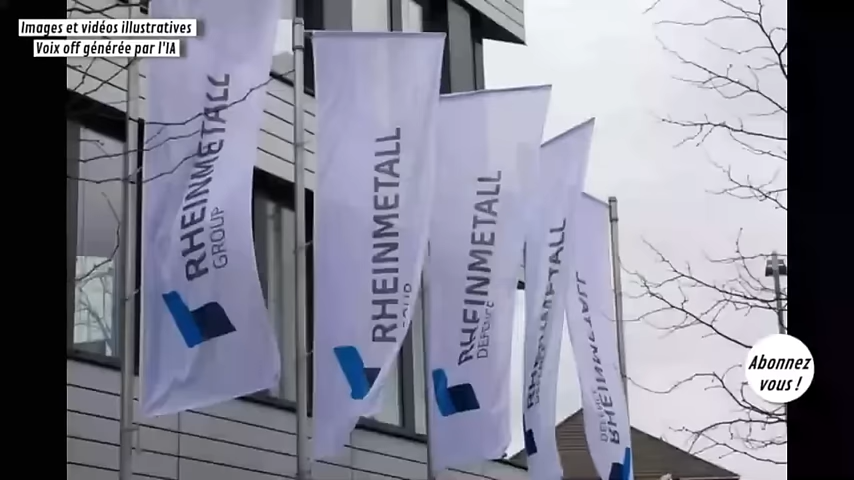 Images et vidéos illustratives
Voix off générée par l'IA
RHEINMETALL
GROUP
RHEINMETALL
RHEINMETALL
DEFENCE
RHEINMETALL
RHEINMETALL
Abonnez
vous !